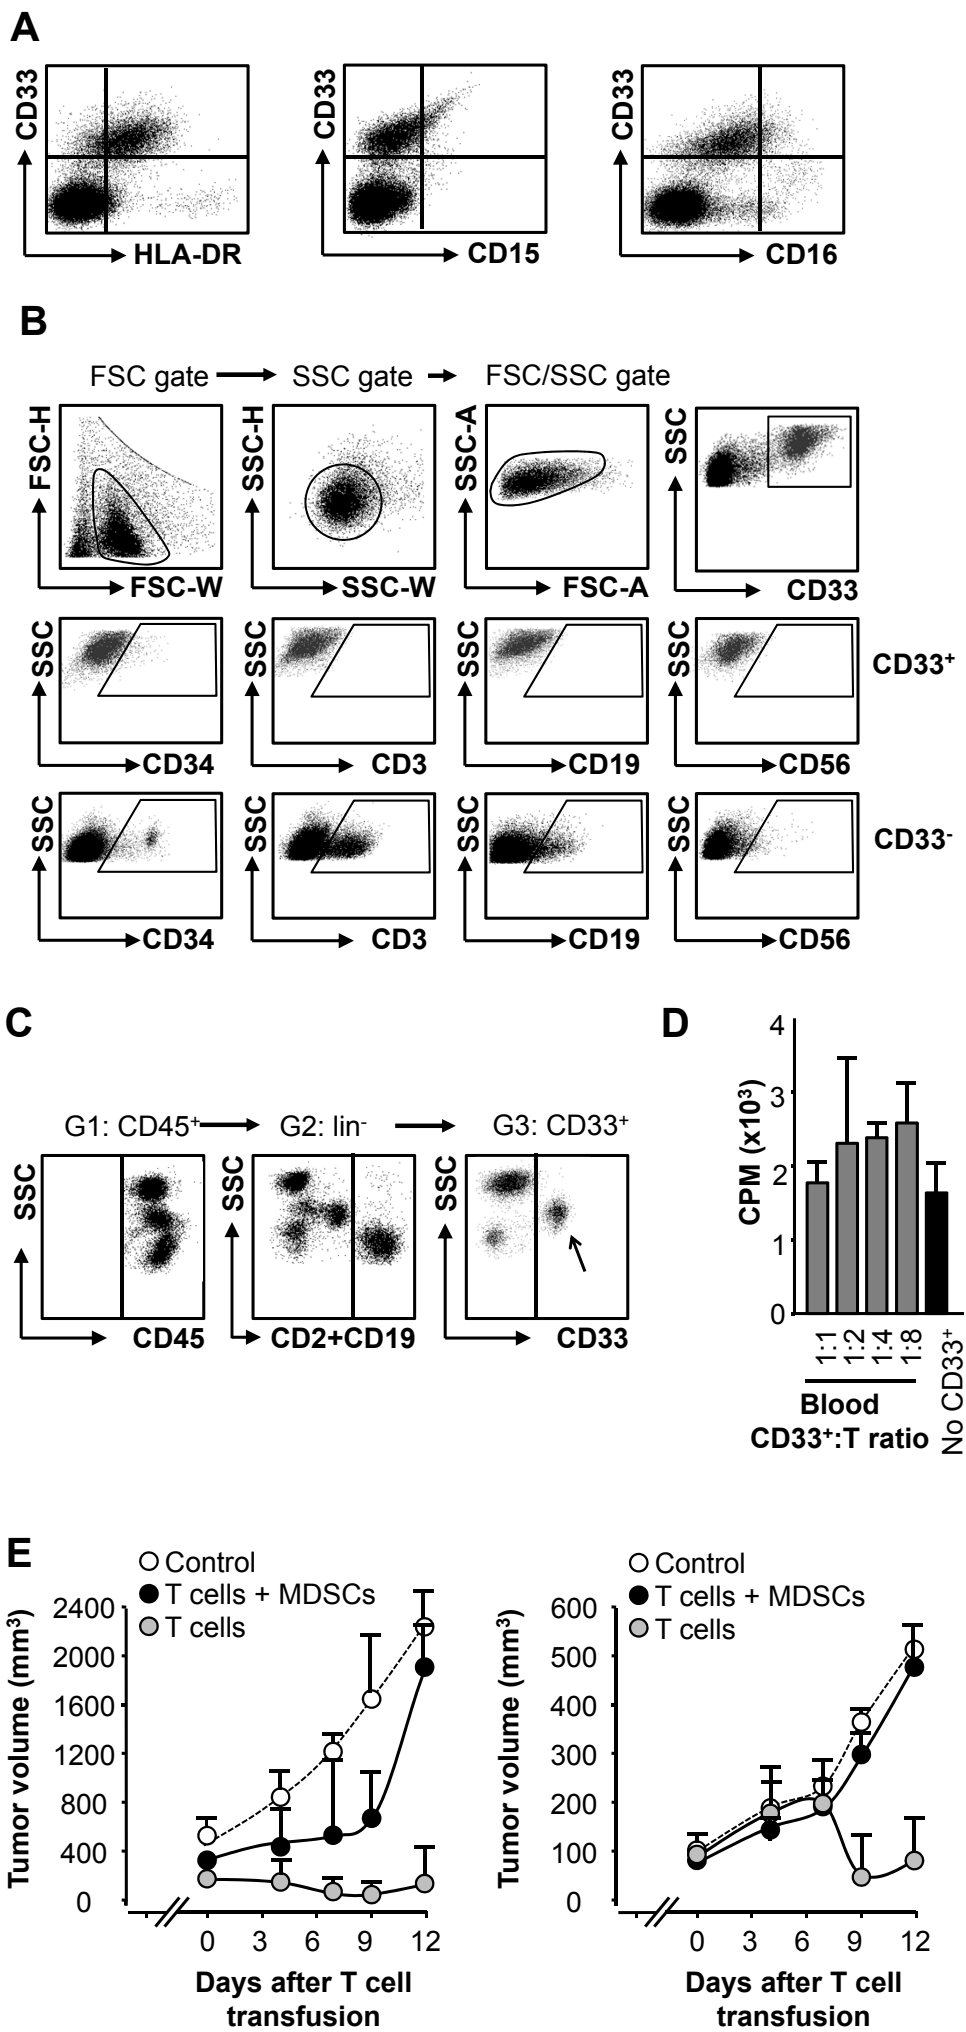 A
CD33
HLA-DR
CD33
CD15
CD33
CD16
B
FSC gate
SSC gate
FSC/SSC gate
FSC-H
FSC-W
SSC-H
SSC-W
SSC-A
FSC-A
SSC
CD33
SSC
CD34
SSC
CD3
SSC
CD19
SSC
CD56
CD33⁺
SSC
CD34
SSC
CD3
SSC
CD19
SSC
CD56
CD33⁻
C
G1: CD45⁺
G2: lin⁻
G3: CD33⁺
SSC
CD45
SSC
CD2+CD19
SSC
CD33
D
CPM (x10³)
4
3
2
1
0
1:1
1:2
1:4
1:8
No CD33⁺
Blood
CD33⁺:T ratio
E
Control
T cells + MDSCs
T cells
Tumor volume (mm³)
2400
2000
1600
1200
800
400
0
0 3 6 9 12
Days after T cell
transfusion
Control
T cells + MDSCs
T cells
Tumor volume (mm³)
600
500
400
300
200
100
0
0 3 6 9 12
Days after T cell
transfusion